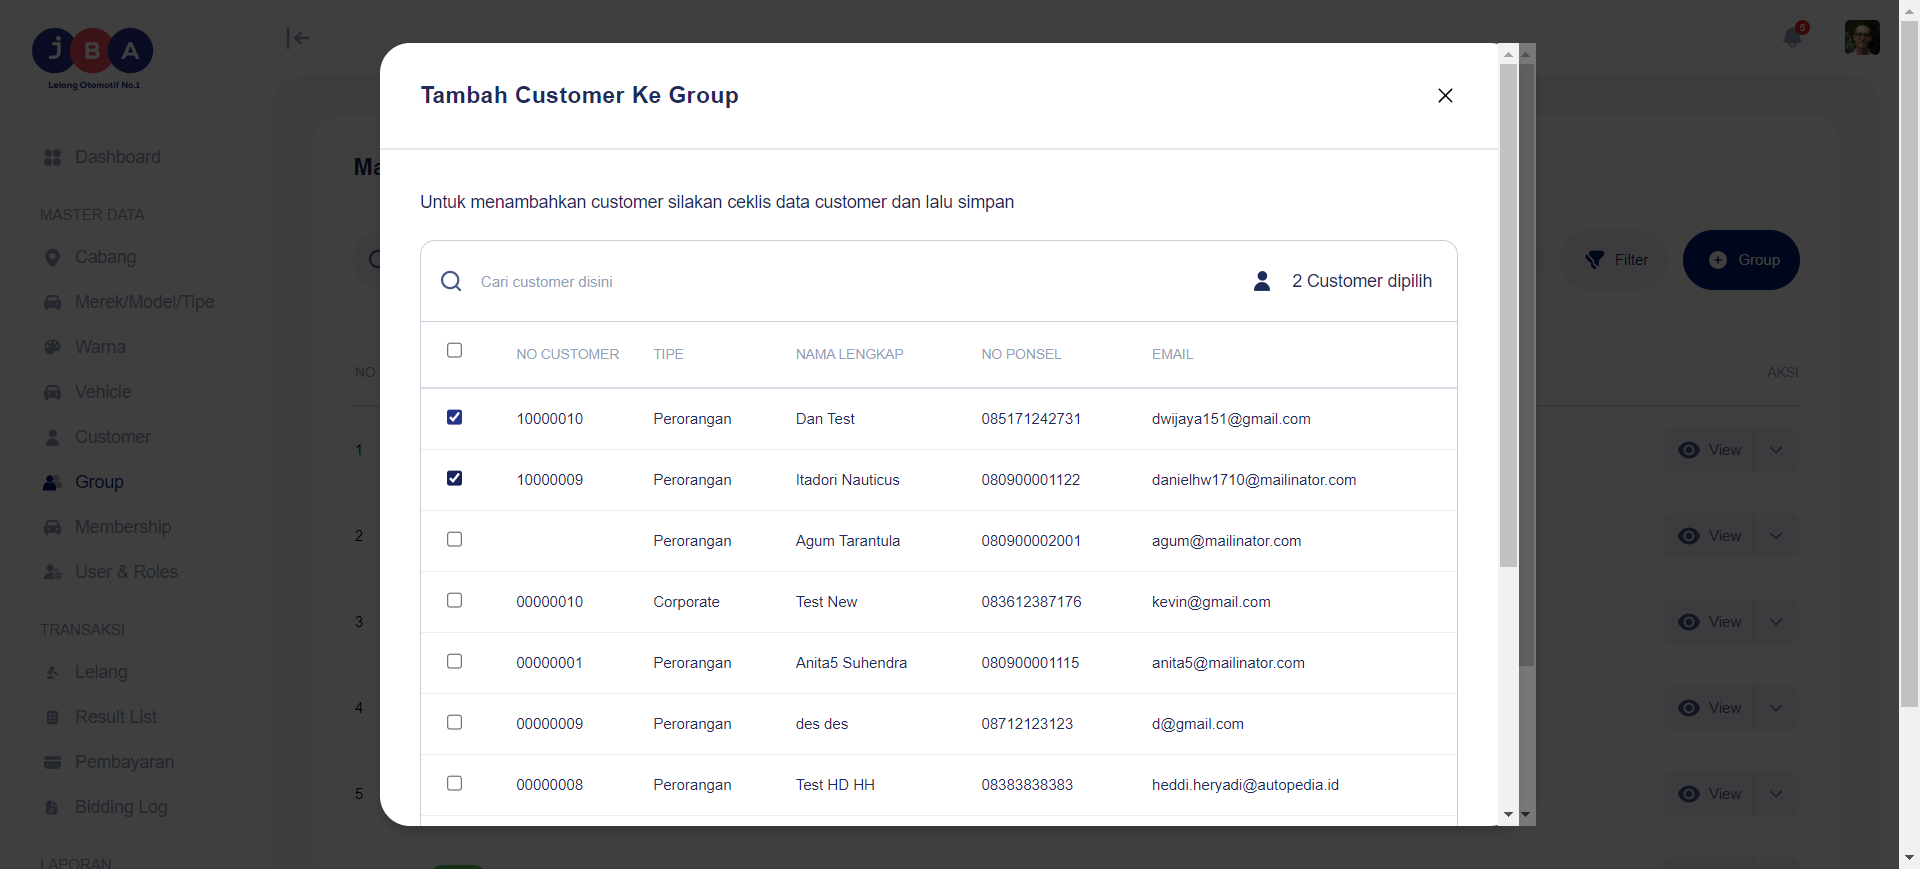 JBA
Lelang Otomotif No.1
5
Tambah Customer Ke Group
Dashboard
MASTER DATA
Cabang
Merek/Model/Tipe
Warna
Vehicle
Customer
Group
Membership
User & Roles
TRANSAKSI
Lelang
Result List
Pembayaran
Bidding Log
LAPORAN
Ma
Untuk menambahkan customer silakan ceklis data customer dan lalu simpan
Cari customer disini
2 Customer dipilih
Filter
Group
NO
AKSI
NO CUSTOMER TIPE NAMA LENGKAP NO PONSEL EMAIL
10000010 Perorangan Dan Test 085171242731 dwijaya151@gmail.com
10000009 Perorangan Itadori Nauticus 080900001122 danielhw1710@mailinator.com
Perorangan Agum Tarantula 080900002001 agum@mailinator.com
00000010 Corporate Test New 083612387176 kevin@gmail.com
00000001 Perorangan Anita5 Suhendra 080900001115 anita5@mailinator.com
00000009 Perorangan des des 08712123123 d@gmail.com
00000008 Perorangan Test HD HH 08383838383 heddi.heryadi@autopedia.id
1 View
2 View
3 View
4 View
5 View